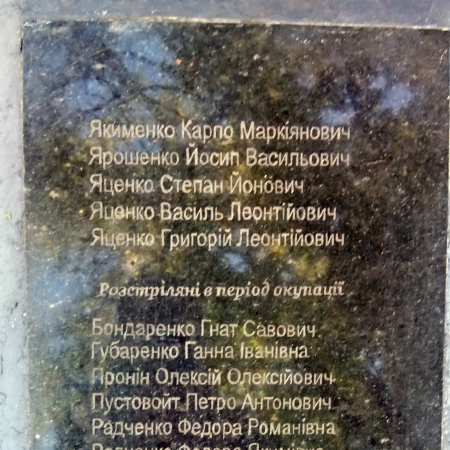 Якименко Карпо Маркіянович
Ярошенко Йосип Васильович
Яценко Степан Йонович
Яценко Василь Леонтійович
Яценко Григорій Леонтійович
Розстріляні в період окупації
Бондаренко Гнат Савович
Губаренко Ганна Іванівна
Пронін Олексій Олексійович
Пустовойт Петро Антонович
Радченко Федора Романівна